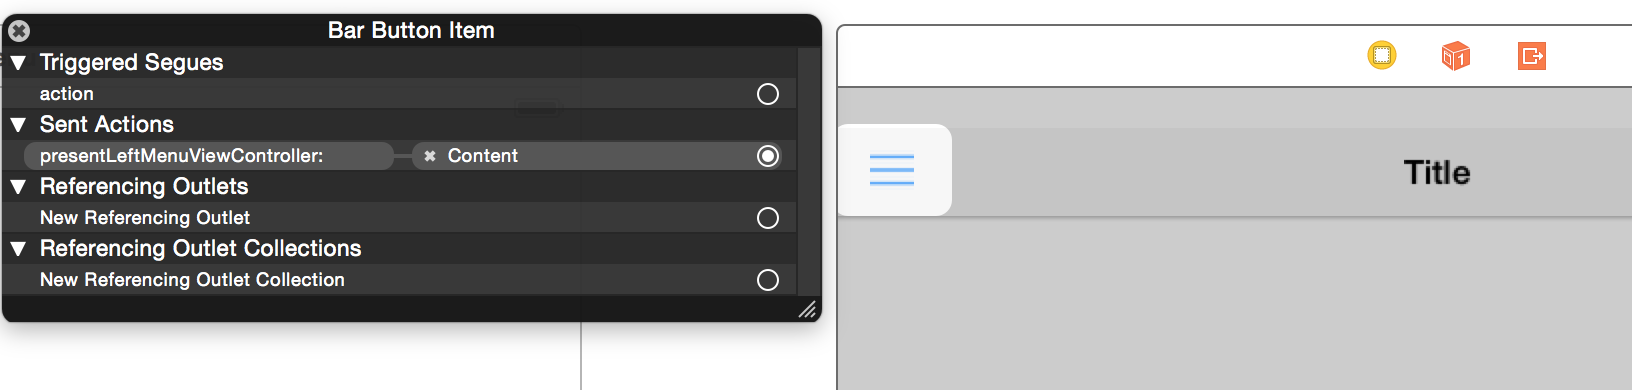 Bar Button Item
Triggered Segues
action
Sent Actions
presentLeftMenuViewController: Content
Referencing Outlets
New Referencing Outlet
Referencing Outlet Collections
New Referencing Outlet Collection
Title